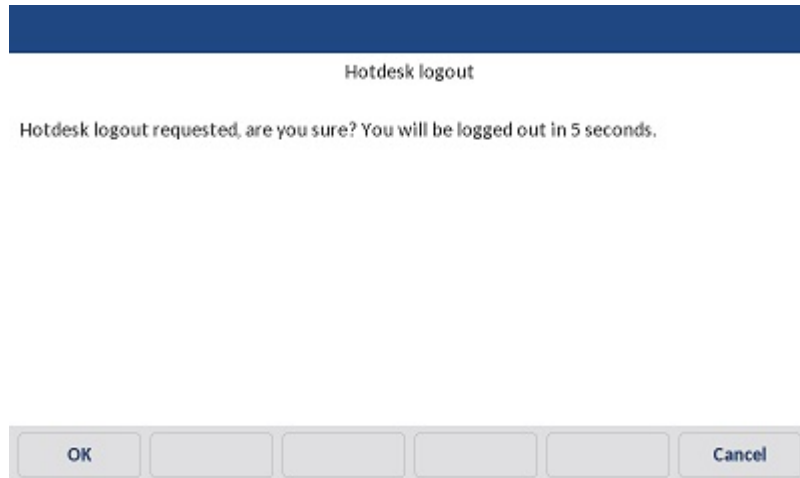 Hotdesk logout
Hotdesk logout requested, are you sure? You will be logged out in 5 seconds.
OK
Cancel